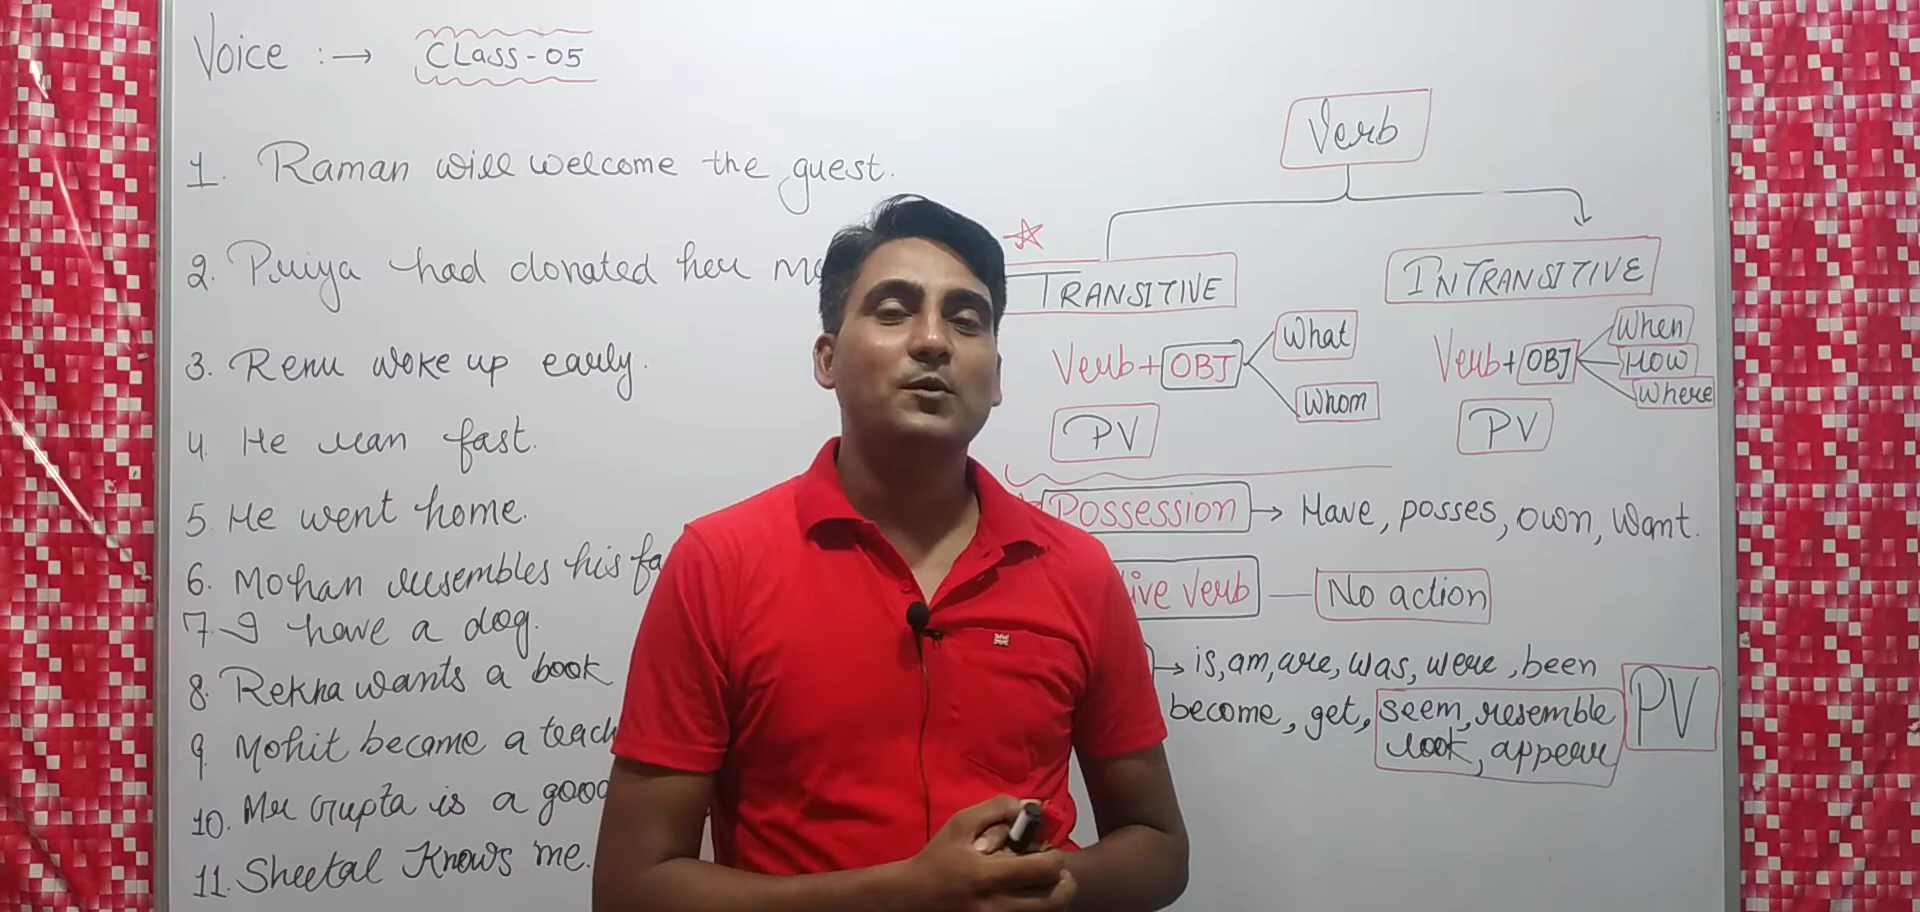 Voice :→ CLass-05
1. Raman will welcome the guest.
2. Priya had donated her
3. Renu woke up early.
4. He ran fast.
5. He went home.
6. Mohan resembles his
7. I have a dog.
8. Rekha wants a book
9. Mohit became a
10. Mr Gupta is a
11. Sheetal Knows me.
Verb
TRANSITIVE
INTRANSITIVE
Verb + OBJ
What
Whom
PV
Verb + OBJ
When
How
Where
PV
Possession → Have, posses, own, Want.
Verb — No action
→ is, am, are, was, were, been
become, get, seem, resemble
look, appear
PV